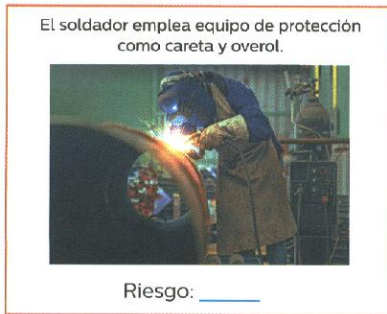 El soldador emplea equipo de protección
como careta y overol.
Riesgo: ______